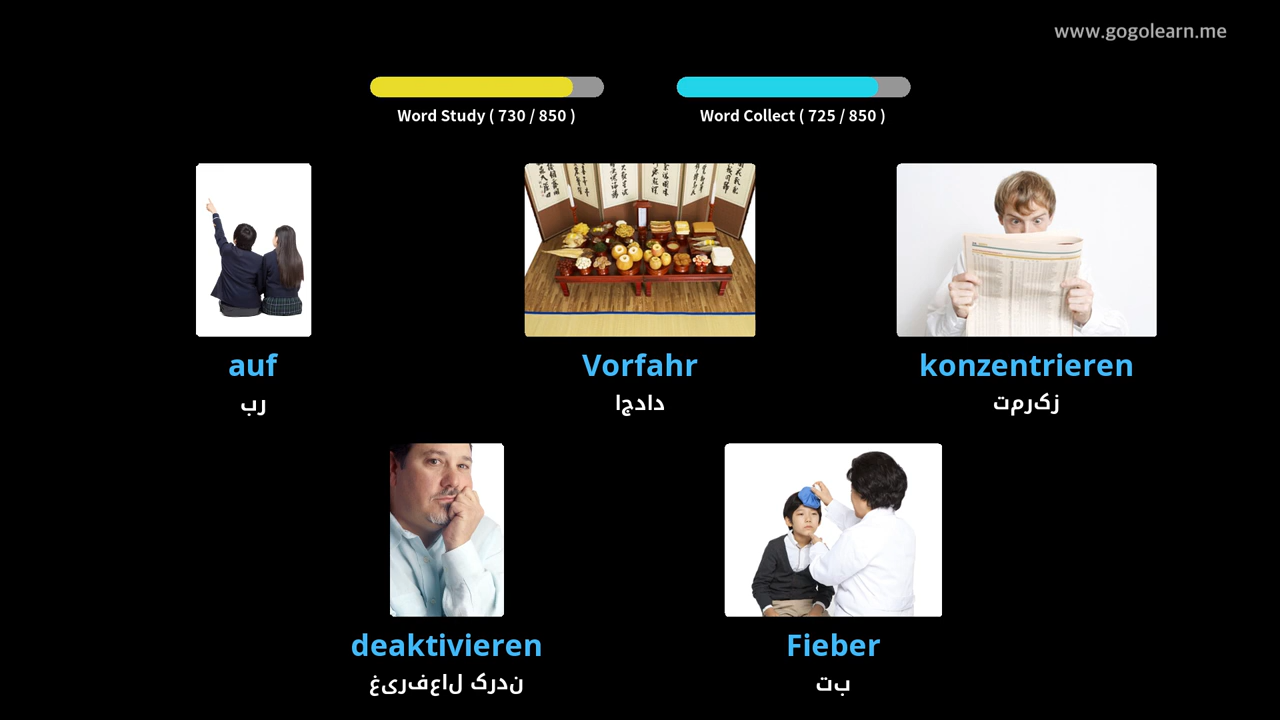 www.gogolearn.me
Word Study ( 730 / 850 )
Word Collect ( 725 / 850 )
auf
رب
Vorfahr
دادجا
konzentrieren
زکرمت
deaktivieren
ندرک لاعفریغ
Fieber
بت